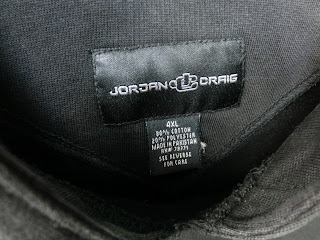 JORDAN CRAIG
4XL
80% COTTON
20% POLYESTER
MADE IN PAKISTAN
SEE REVERSE
FOR CARE